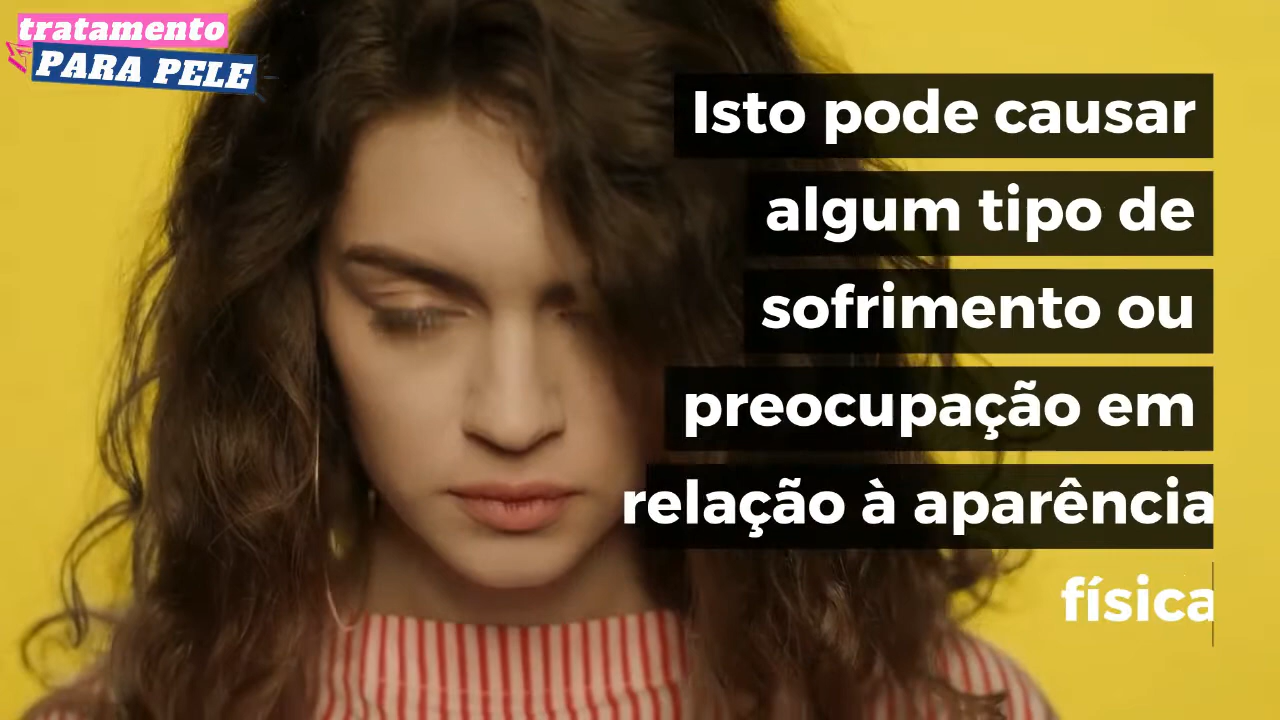 tratamento
PARA PELE
Isto pode causar
algum tipo de
sofrimento ou
preocupação em
relação à aparência
física